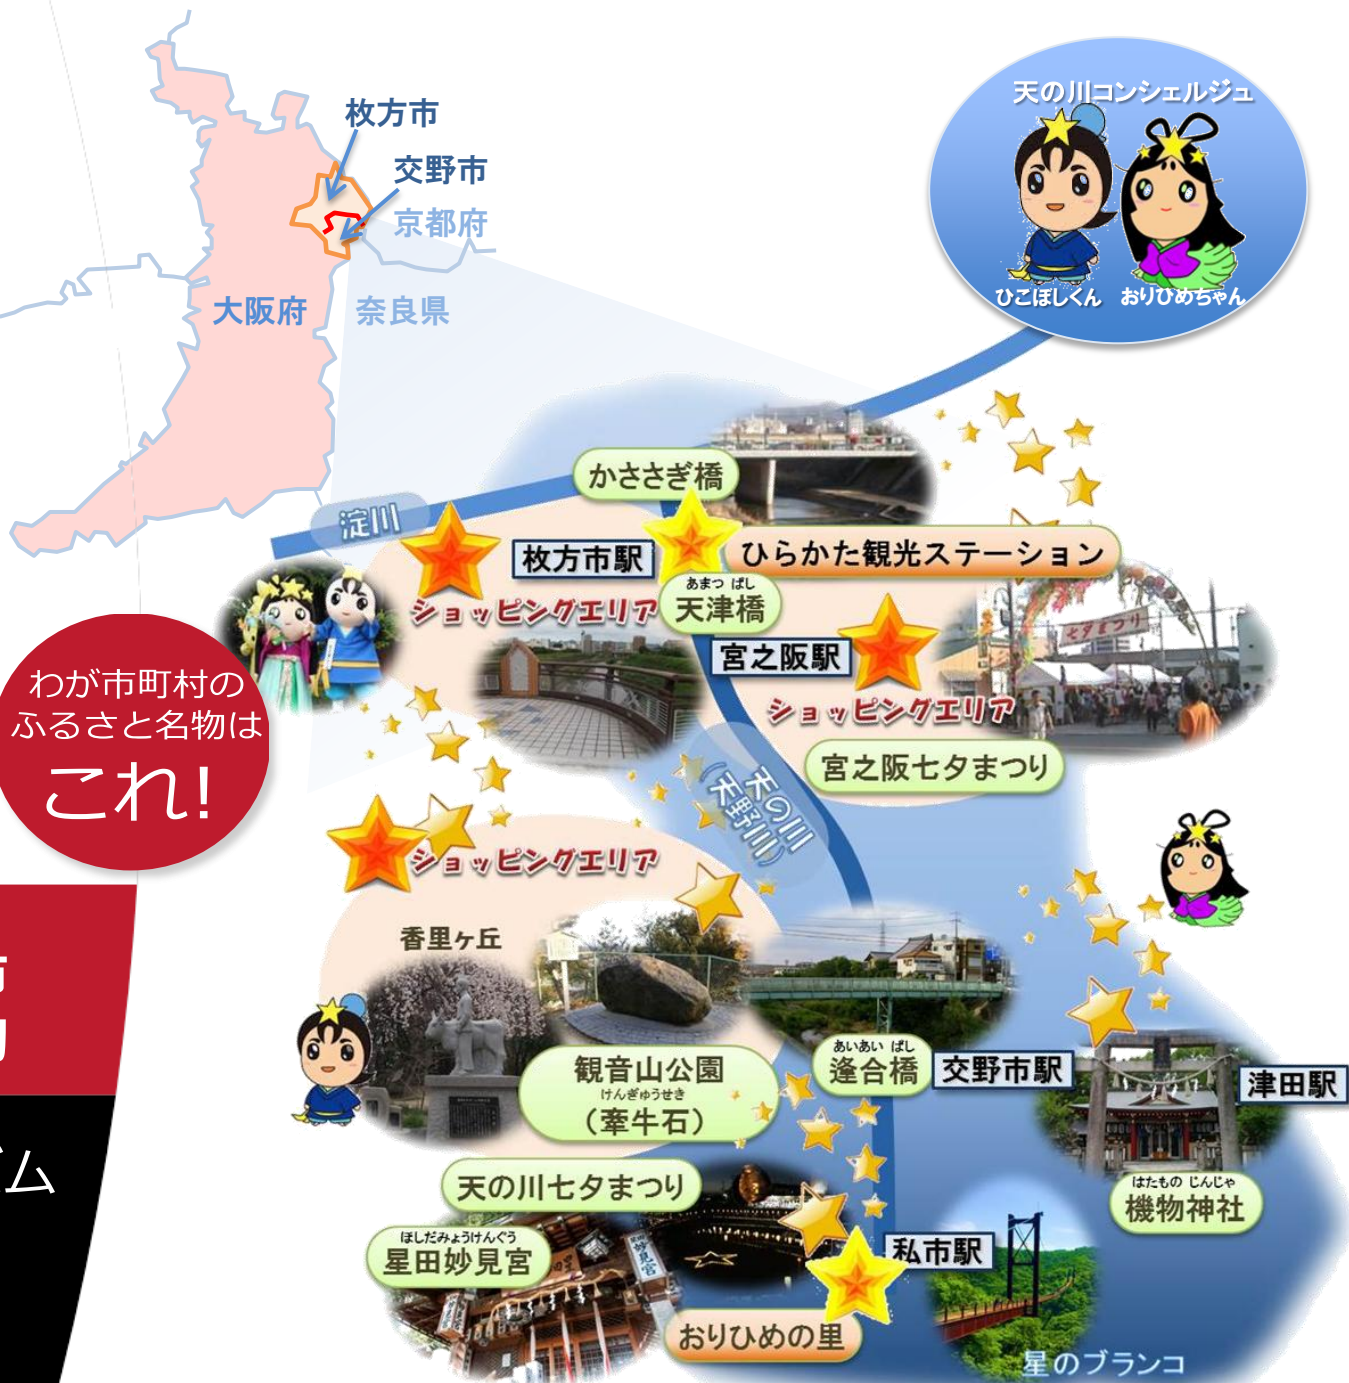 枚方市
交野市
京都府
大阪府
奈良県
天の川コンシェルジュ
ひこぼしくん
おりひめちゃん
かささぎ橋
淀川
枚方市駅
ひらかた観光ステーション
ショッピングエリア
あまつ ばし
天津橋
七夕まつり
宮之阪駅
ショッピングエリア
宮之阪七夕まつり
わが市町村の
ふるさと名物は
これ!
天の川
(天野川)
ショッピングエリア
香里ヶ丘
観音山公園
けんぎゅうせき
(牽牛石)
あいあい ばし
逢合橋
交野市駅
津田駅
はたもの じんじゃ
機物神社
天の川七夕まつり
ほしだみょうけんぐう
星田妙見宮
妙見宮
私市駅
おりひめの里
星のブランコ
ム